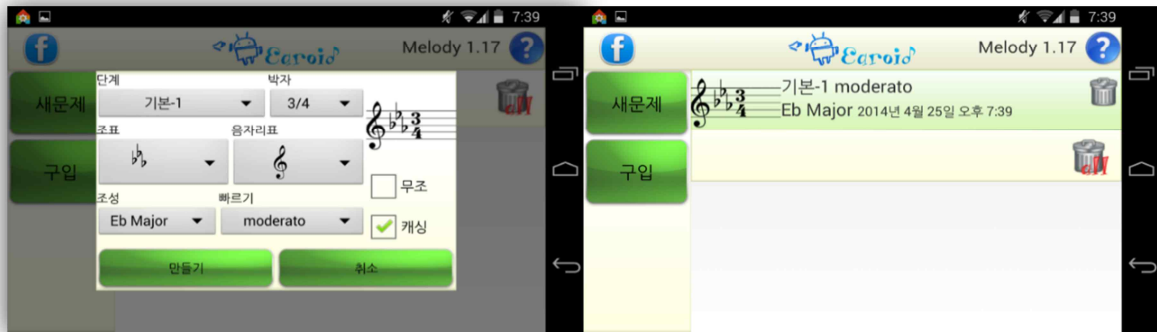 7:39
Earoid
Melody 1.17
?
새문제
구입
단계
박자
기본-1
3/4
조표
음자리표
무조
조성
빠르기
Eb Major
moderato
캐싱
만들기
취소
all
7:39
Earoid
Melody 1.17
?
새문제
구입
기본-1 moderato
Eb Major 2014년 4월 25일 오후 7:39
all